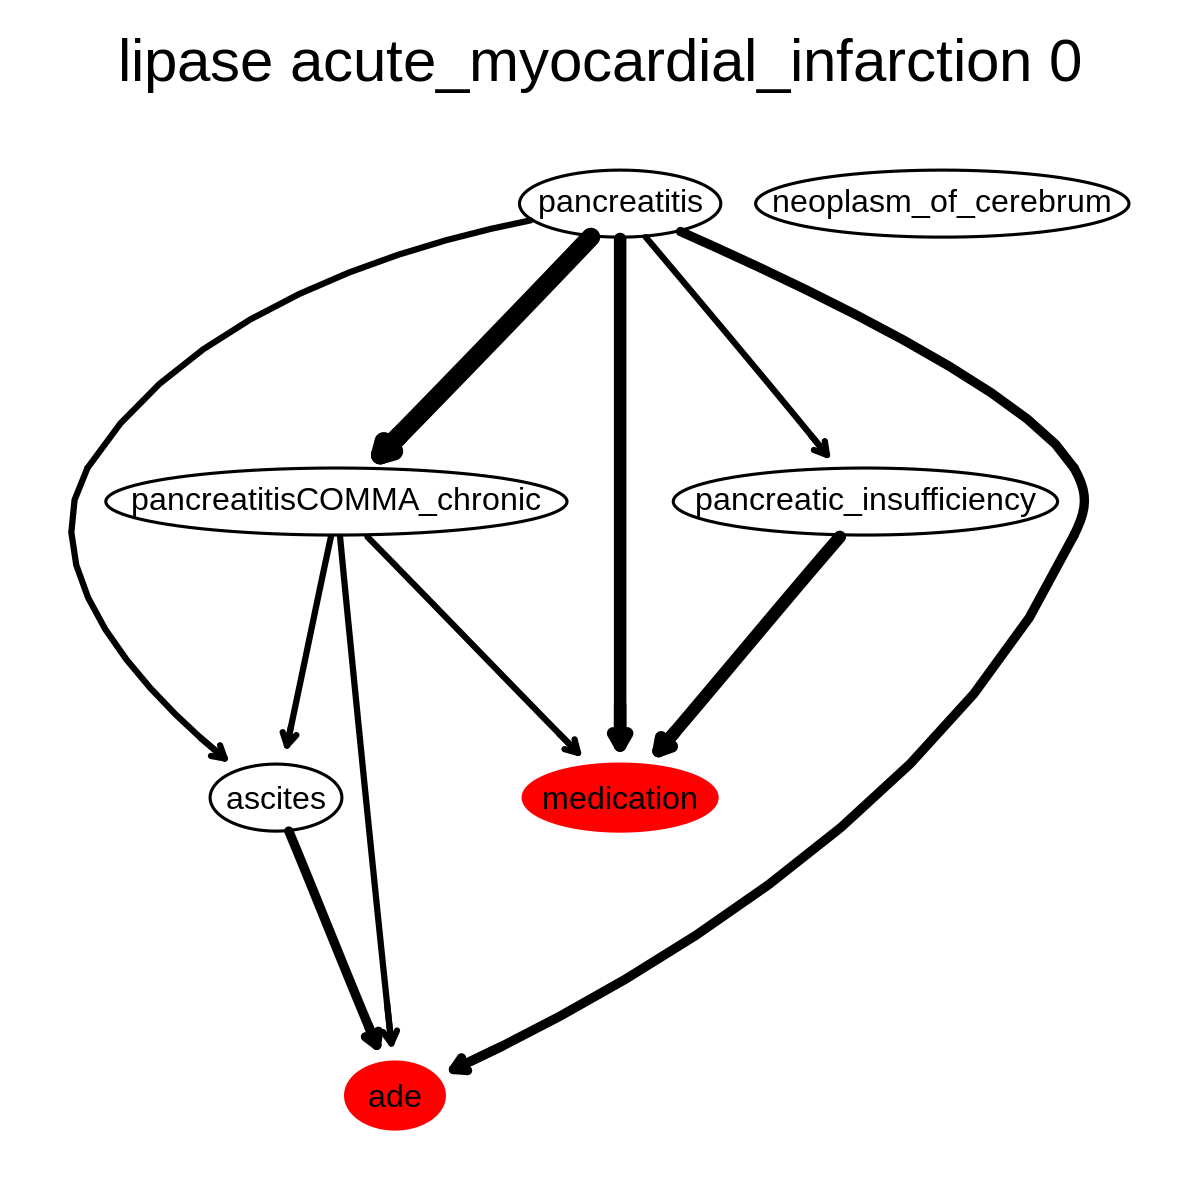 lipase acute_myocardial_infarction 0
pancreatitis
neoplasm_of_cerebrum
pancreatitisCOMMA_chronic
pancreatic_insufficiency
ascites
medication
ade